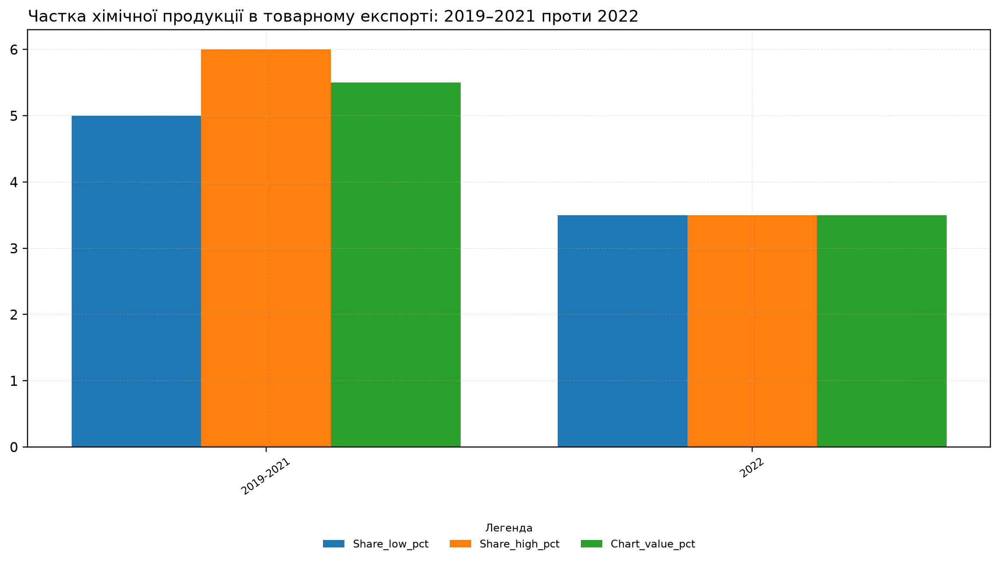 Частка хімічної продукції в товарному експорті: 2019–2021 проти 2022
6
5
4
3
2
1
0
2019-2021
2022
Легенда
Share_low_pct
Share_high_pct
Chart_value_pct